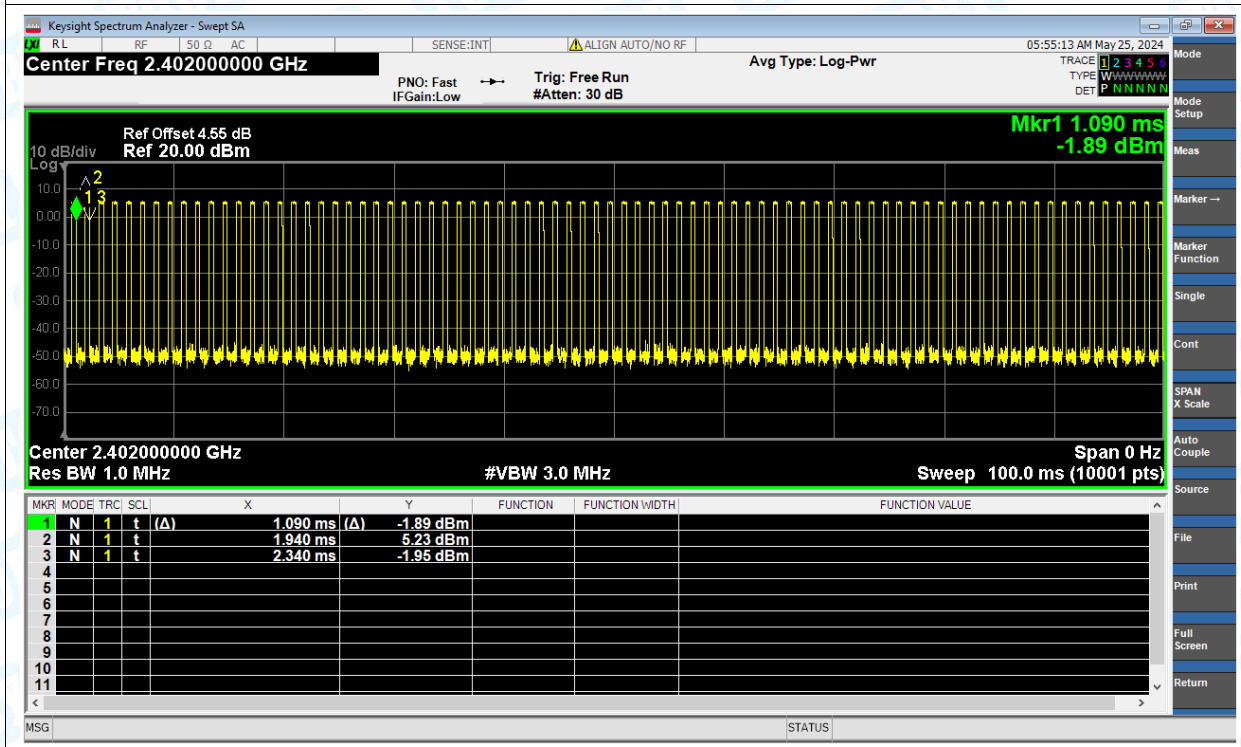 Keysight Spectrum Analyzer - Swept SA
LXI RL RF 50 Ω AC SENSE:INT ALIGN AUTO/NO RF 05:55:13 AM May 25, 2024
Center Freq 2.402000000 GHz
PNO: Fast
IFGain:Low
Trig: Free Run
#Atten: 30 dB
Avg Type: Log-Pwr
TRACE 1 2 3 4 5 6
TYPE WWWWWW
DET P N N N N N
Mkr1 1.090 ms
-1.89 dBm
Ref Offset 4.55 dB
10 dB/div Ref 20.00 dBm
Log
10.0
0.00
-10.0
-20.0
-30.0
-40.0
-50.0
-60.0
-70.0
2
1 3
Center 2.402000000 GHz Span 0 Hz
Res BW 1.0 MHz #VBW 3.0 MHz Sweep 100.0 ms (10001 pts)
MKR MODE TRC SCL X Y FUNCTION FUNCTION WIDTH FUNCTION VALUE
1 N 1 t (Δ) 1.090 ms (Δ) -1.89 dBm
2 N 1 t 1.940 ms 5.23 dBm
3 N 1 t 2.340 ms -1.95 dBm
4
5
6
7
8
9
10
11
MSG STATUS
Mode
Mode
Setup
Meas
Marker →
Marker
Function
Single
Cont
SPAN
X Scale
Auto
Couple
Source
File
Print
Full
Screen
Return